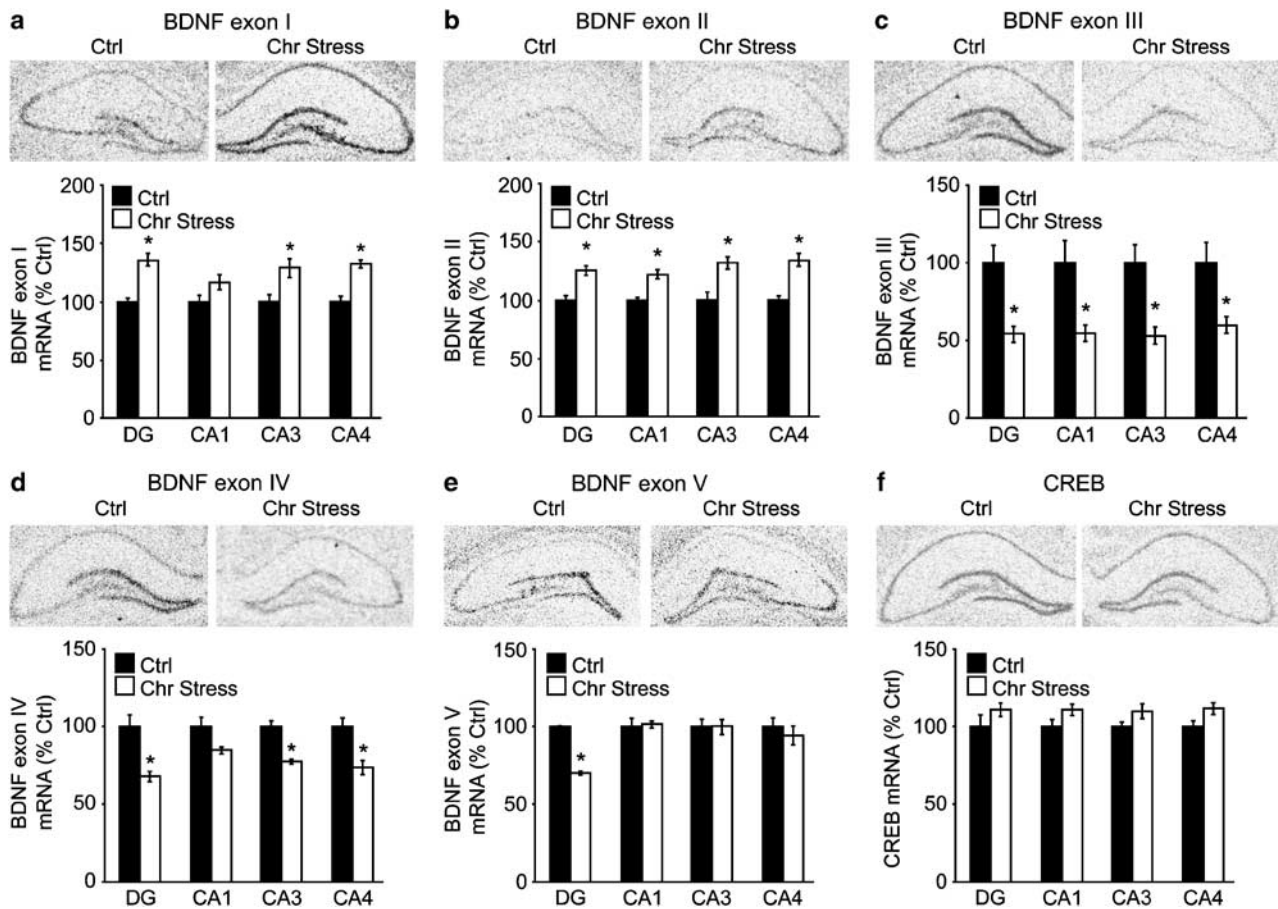 a BDNF exon I
Ctrl Chr Stress
BDNF exon I
mRNA (% Ctrl)
200
150
100
50
0
Ctrl
Chr Stress
* * *
DG CA1 CA3 CA4
b BDNF exon II
Ctrl Chr Stress
BDNF exon II
mRNA (% Ctrl)
200
150
100
50
0
Ctrl
Chr Stress
* * * *
DG CA1 CA3 CA4
c BDNF exon III
Ctrl Chr Stress
BDNF exon III
mRNA (% Ctrl)
150
100
50
0
Ctrl
Chr Stress
* * * *
DG CA1 CA3 CA4
d BDNF exon IV
Ctrl Chr Stress
BDNF exon IV
mRNA (% Ctrl)
150
100
50
0
Ctrl
Chr Stress
* * *
DG CA1 CA3 CA4
e BDNF exon V
Ctrl Chr Stress
BDNF exon V
mRNA (% Ctrl)
150
100
50
0
Ctrl
Chr Stress
*
DG CA1 CA3 CA4
f CREB
Ctrl Chr Stress
CREB mRNA (% Ctrl)
150
100
50
0
Ctrl
Chr Stress
DG CA1 CA3 CA4